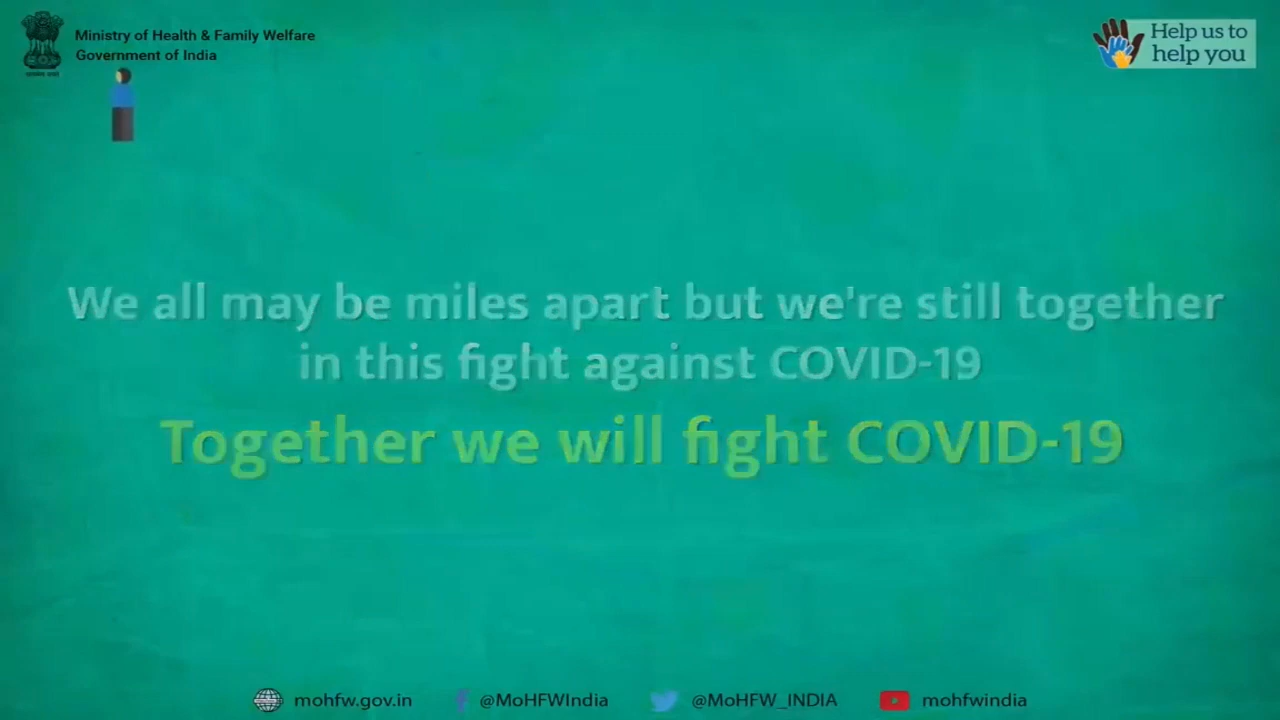 Ministry of Health & Family Welfare
Government of India
Help us to
help you
We all may be miles apart but we're still together
in this fight against COVID-19
Together we will fight COVID-19
mohfw.gov.in @MoHFWIndia @MoHFW_INDIA mohfwindia